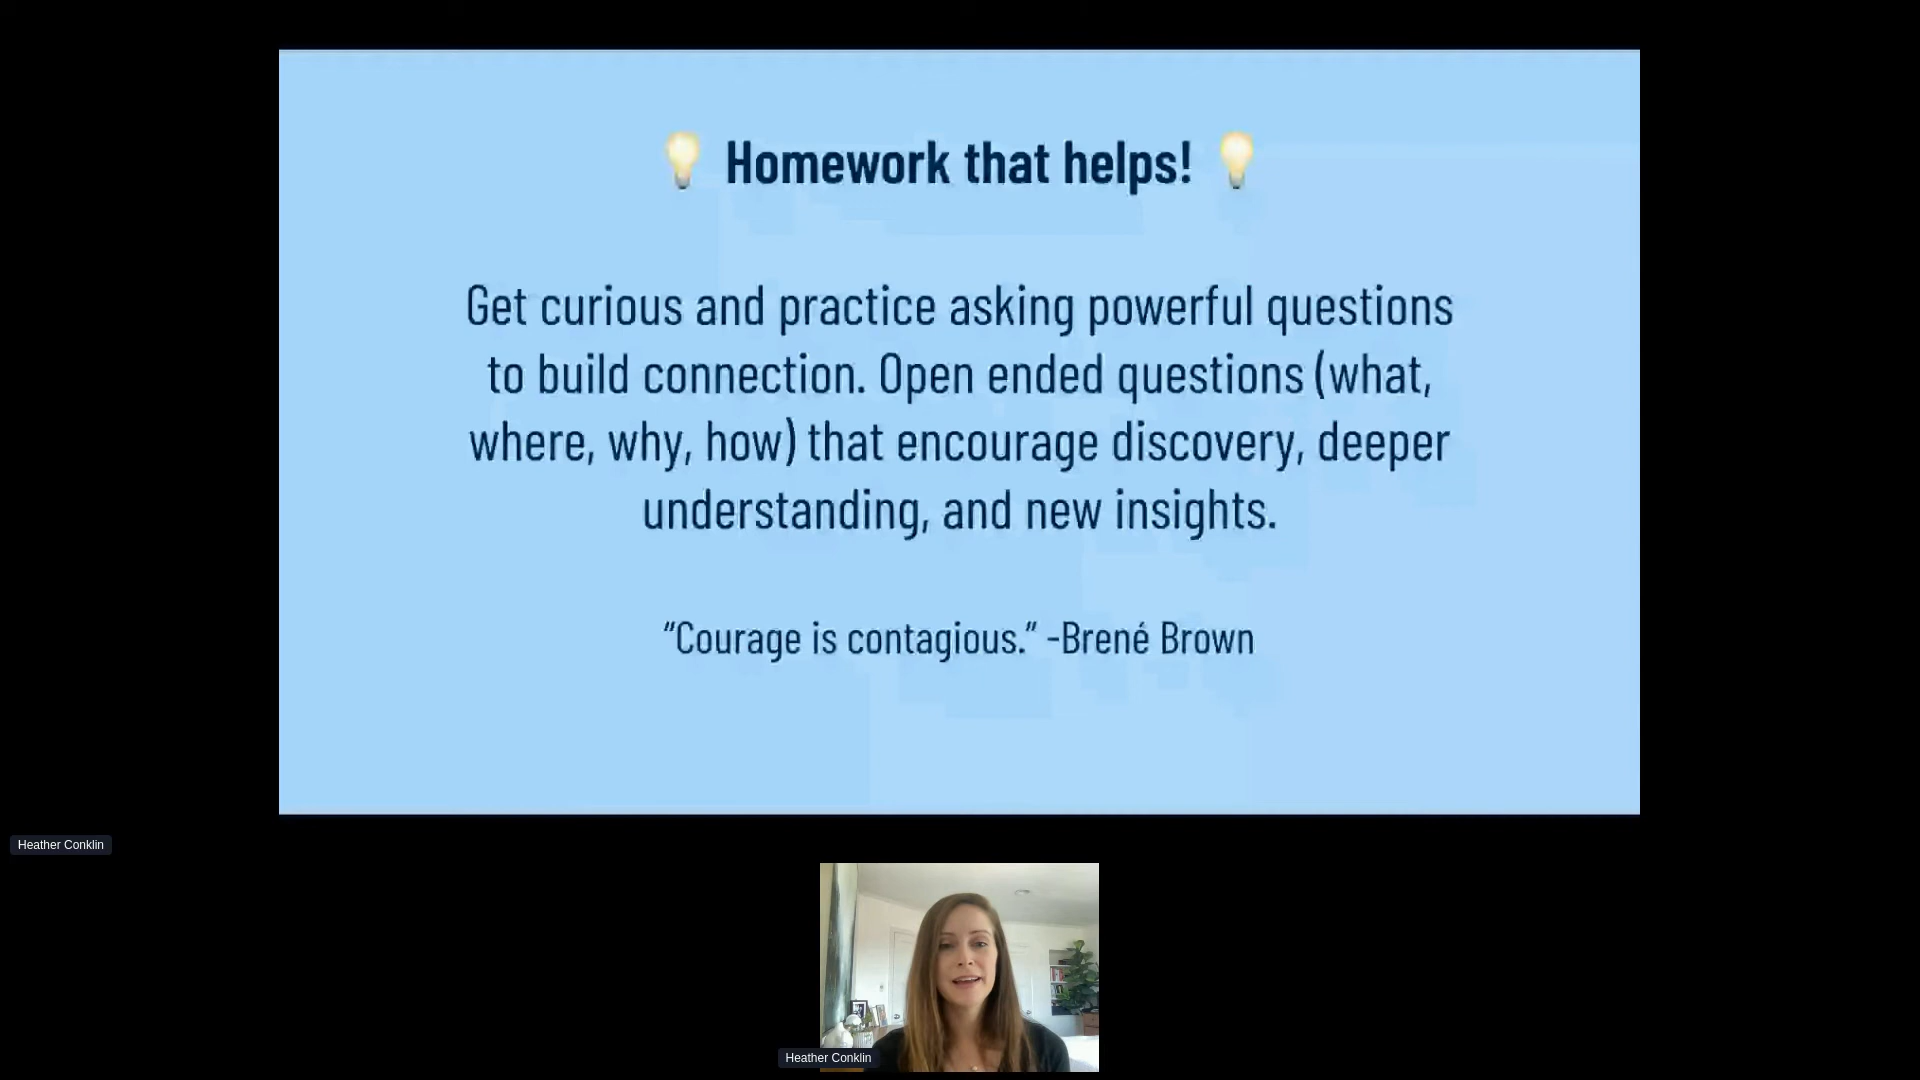 💡 Homework that helps! 💡
Get curious and practice asking powerful questions
to build connection. Open ended questions (what,
where, why, how) that encourage discovery, deeper
understanding, and new insights.
“Courage is contagious.” -Brené Brown
Heather Conklin
Heather Conklin